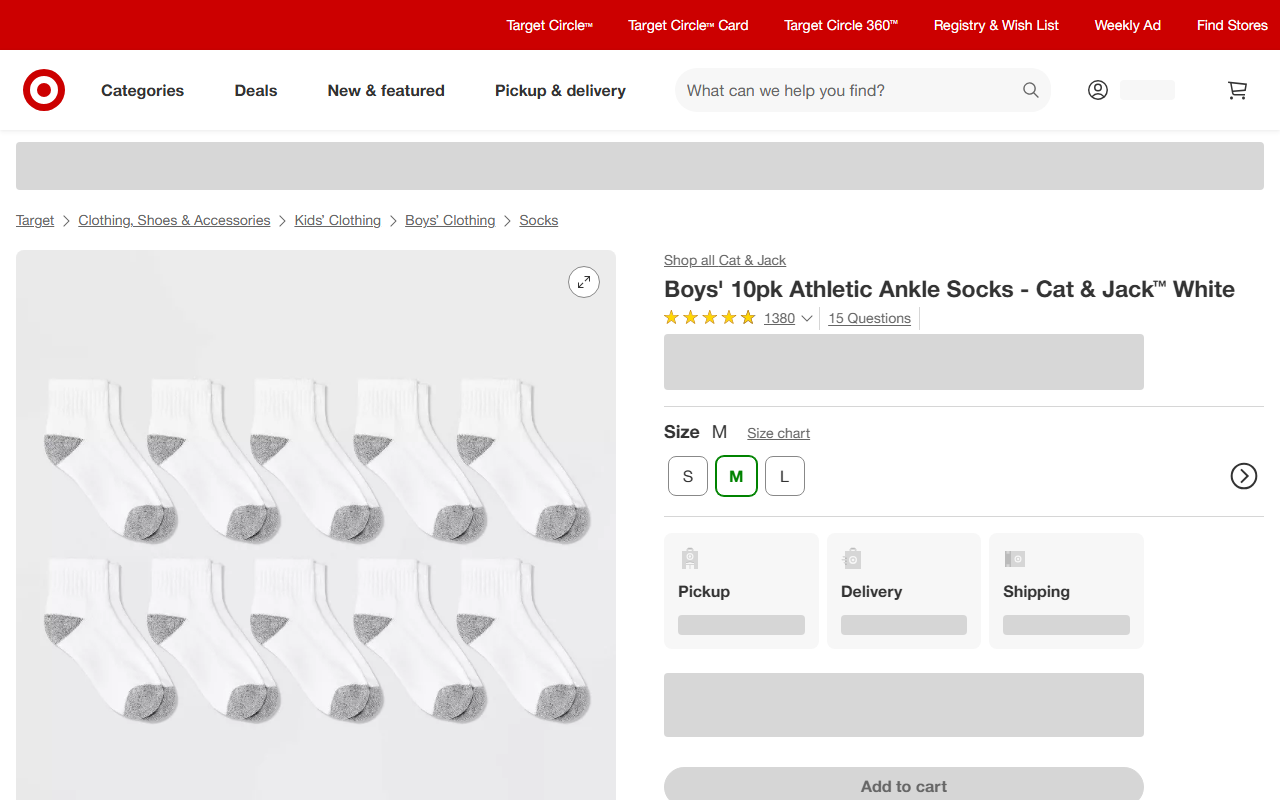 Target Circle™ Target Circle™ Card Target Circle 360™ Registry & Wish List Weekly Ad Find Stores
Categories Deals New & featured Pickup & delivery What can we help you find?
Target Clothing, Shoes & Accessories Kids' Clothing Boys' Clothing Socks
Shop all Cat & Jack
Boys' 10pk Athletic Ankle Socks - Cat & Jack™ White
1380 15 Questions
Size M Size chart
S M L
Pickup Delivery Shipping
Add to cart